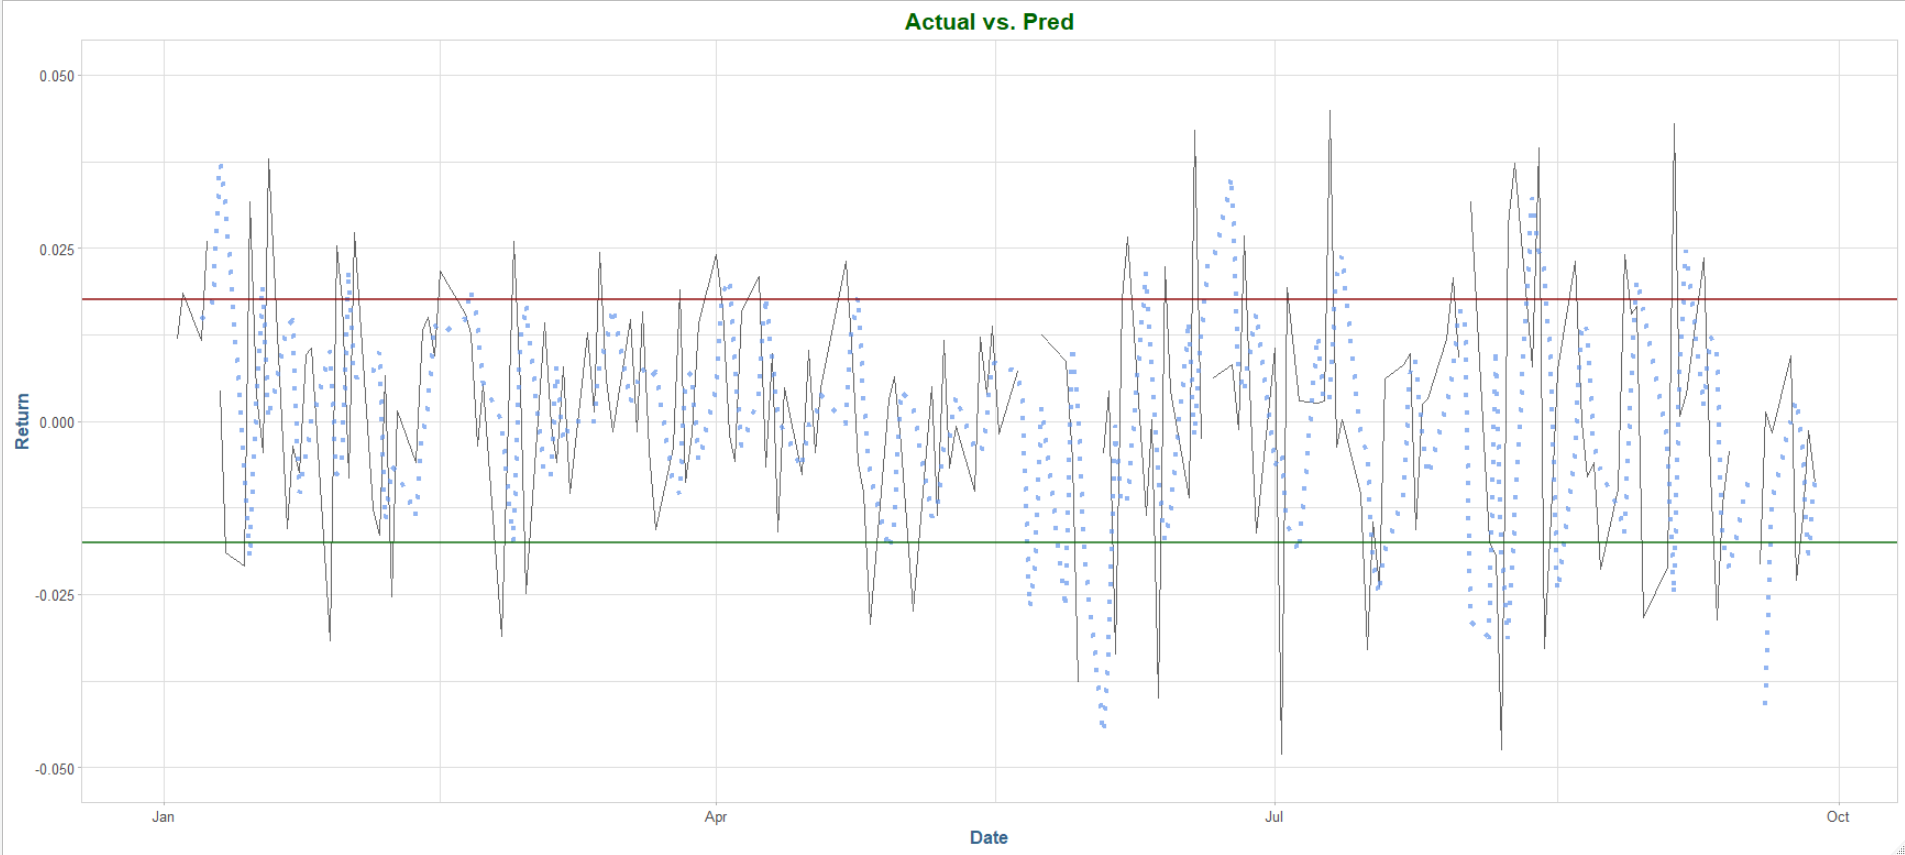 Actual vs. Pred
0.050
0.025
0.000
-0.025
-0.050
Return
Jan
Apr
Jul
Oct
Date